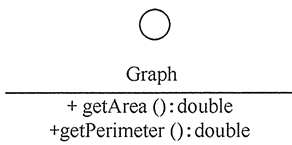 Graph
+ getArea () : double
+getPerimeter () : double